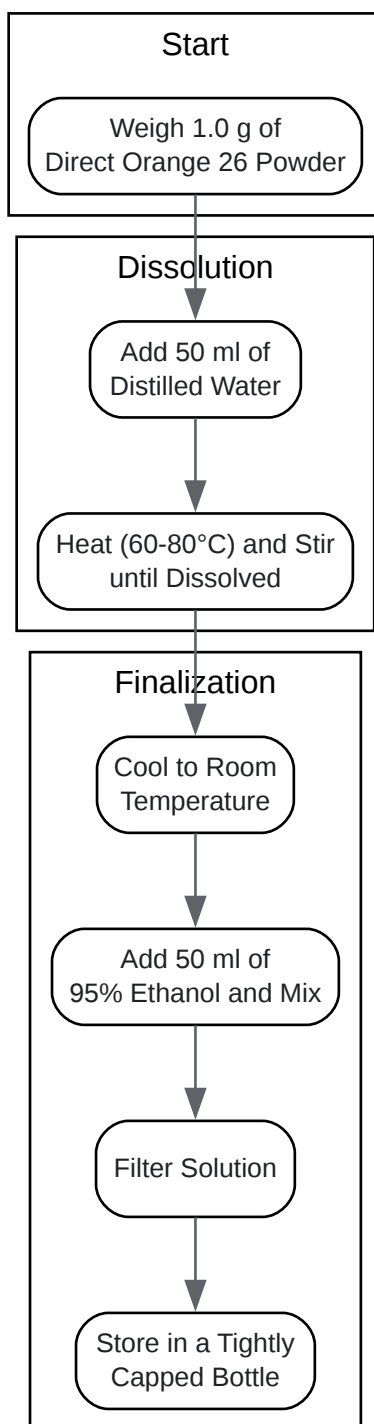 Start
Weigh 1.0 g of
Direct Orange 26 Powder
Dissolution
Add 50 ml of
Distilled Water
Heat (60-80°C) and Stir
until Dissolved
Finalization
Cool to Room
Temperature
Add 50 ml of
95% Ethanol and Mix
Filter Solution
Store in a Tightly
Capped Bottle